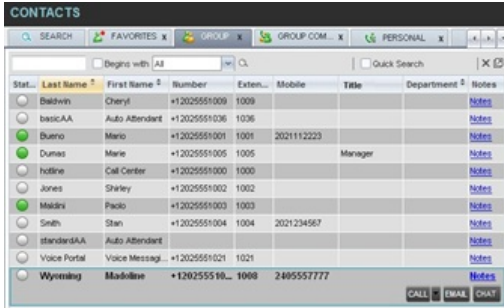 CONTACTS
SEARCH FAVORITES x GROUP x GROUP COM... x PERSONAL x
Begins with All Quick Search
Stat... Last Name First Name Number Exten... Mobile Title Department Notes
Baldwin Cheryl +12025551009 1009 Notes
basicAA Auto Attendant +12025551036 1036 Notes
Bueno Mario +12025551001 1001 2021112223 Notes
Dumas Marie +12025551005 1005 Manager Notes
hotline Call Center +12025551000 1000 Notes
Jones Shirley +12025551002 1002 Notes
Maldini Paolo +12025551003 1003 Notes
Smith Stan +12025551004 1004 2021234567 Notes
standardAA Auto Attendant Notes
Voice Portal Voice Messagi... +12025551021 1021 Notes
Wyoming Madoline +120255510... 1008 2405557777 Notes
CALL EMAIL CHAT